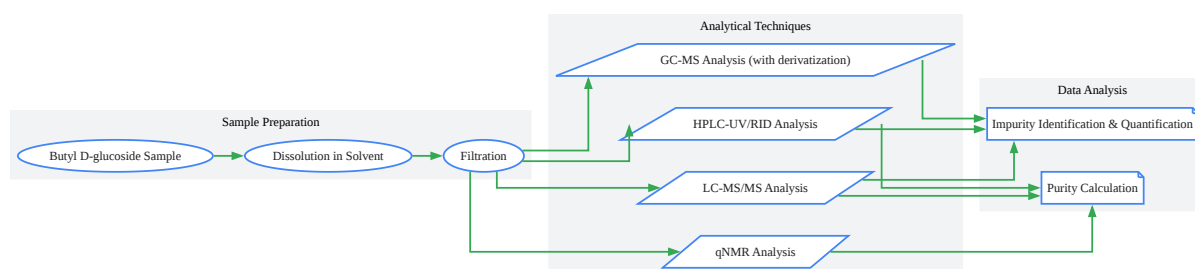 Analytical Techniques
GC-MS Analysis (with derivatization)
Data Analysis
Sample Preparation
HPLC-UV/RID Analysis
Impurity Identification & Quantification
Butyl D-glucoside Sample
Dissolution in Solvent
Filtration
LC-MS/MS Analysis
Purity Calculation
qNMR Analysis